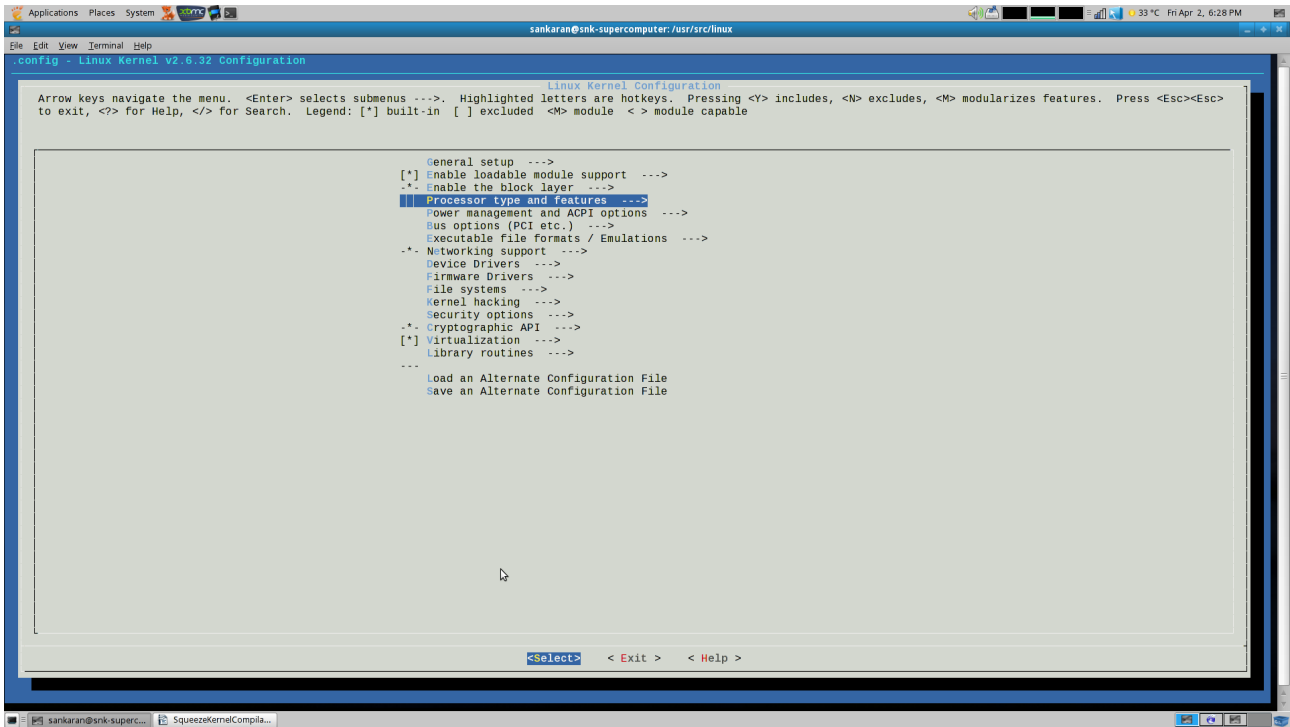 Applications Places System xbmc 33 °C Fri Apr 2, 6:28 PM
sankaran@snk-supercomputer: /usr/src/linux
File Edit View Terminal Help
.config - Linux Kernel v2.6.32 Configuration
Linux Kernel Configuration
Arrow keys navigate the menu. <Enter> selects submenus --->. Highlighted letters are hotkeys. Pressing <Y> includes, <N> excludes, <M> modularizes features. Press <Esc><Esc>
to exit, <?> for Help, </> for Search. Legend: [*] built-in [ ] excluded <M> module < > module capable
General setup --->
[*] Enable loadable module support --->
-*- Enable the block layer --->
Processor type and features --->
Power management and ACPI options --->
Bus options (PCI etc.) --->
Executable file formats / Emulations --->
-*- Networking support --->
Device Drivers --->
Firmware Drivers --->
File systems --->
Kernel hacking --->
Security options --->
-*- Cryptographic API --->
[*] Virtualization --->
Library routines --->
---
Load an Alternate Configuration File
Save an Alternate Configuration File
<Select> < Exit > < Help >
sankaran@snk-superc... SqueezeKernelCompila...